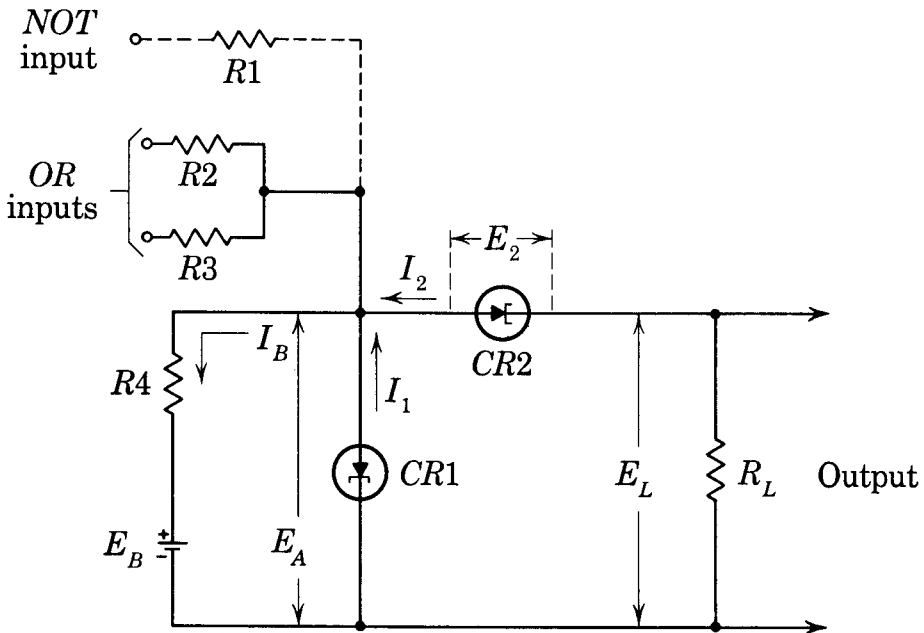 NOT
input
R1
OR
inputs
R2
R3
E2
I2
IB
CR2
R4
I1
CR1
EL
RL
Output
EB
+
-
EA